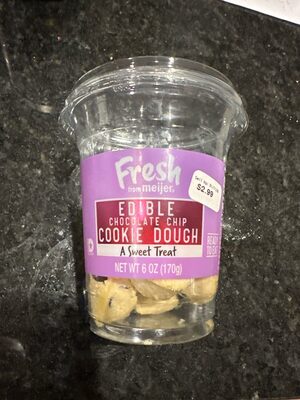 Fresh
from meijer®
$2.99
EDIBLE
CHOCOLATE CHIP
COOKIE DOUGH
A Sweet Treat
NET WT 6 OZ (170g)